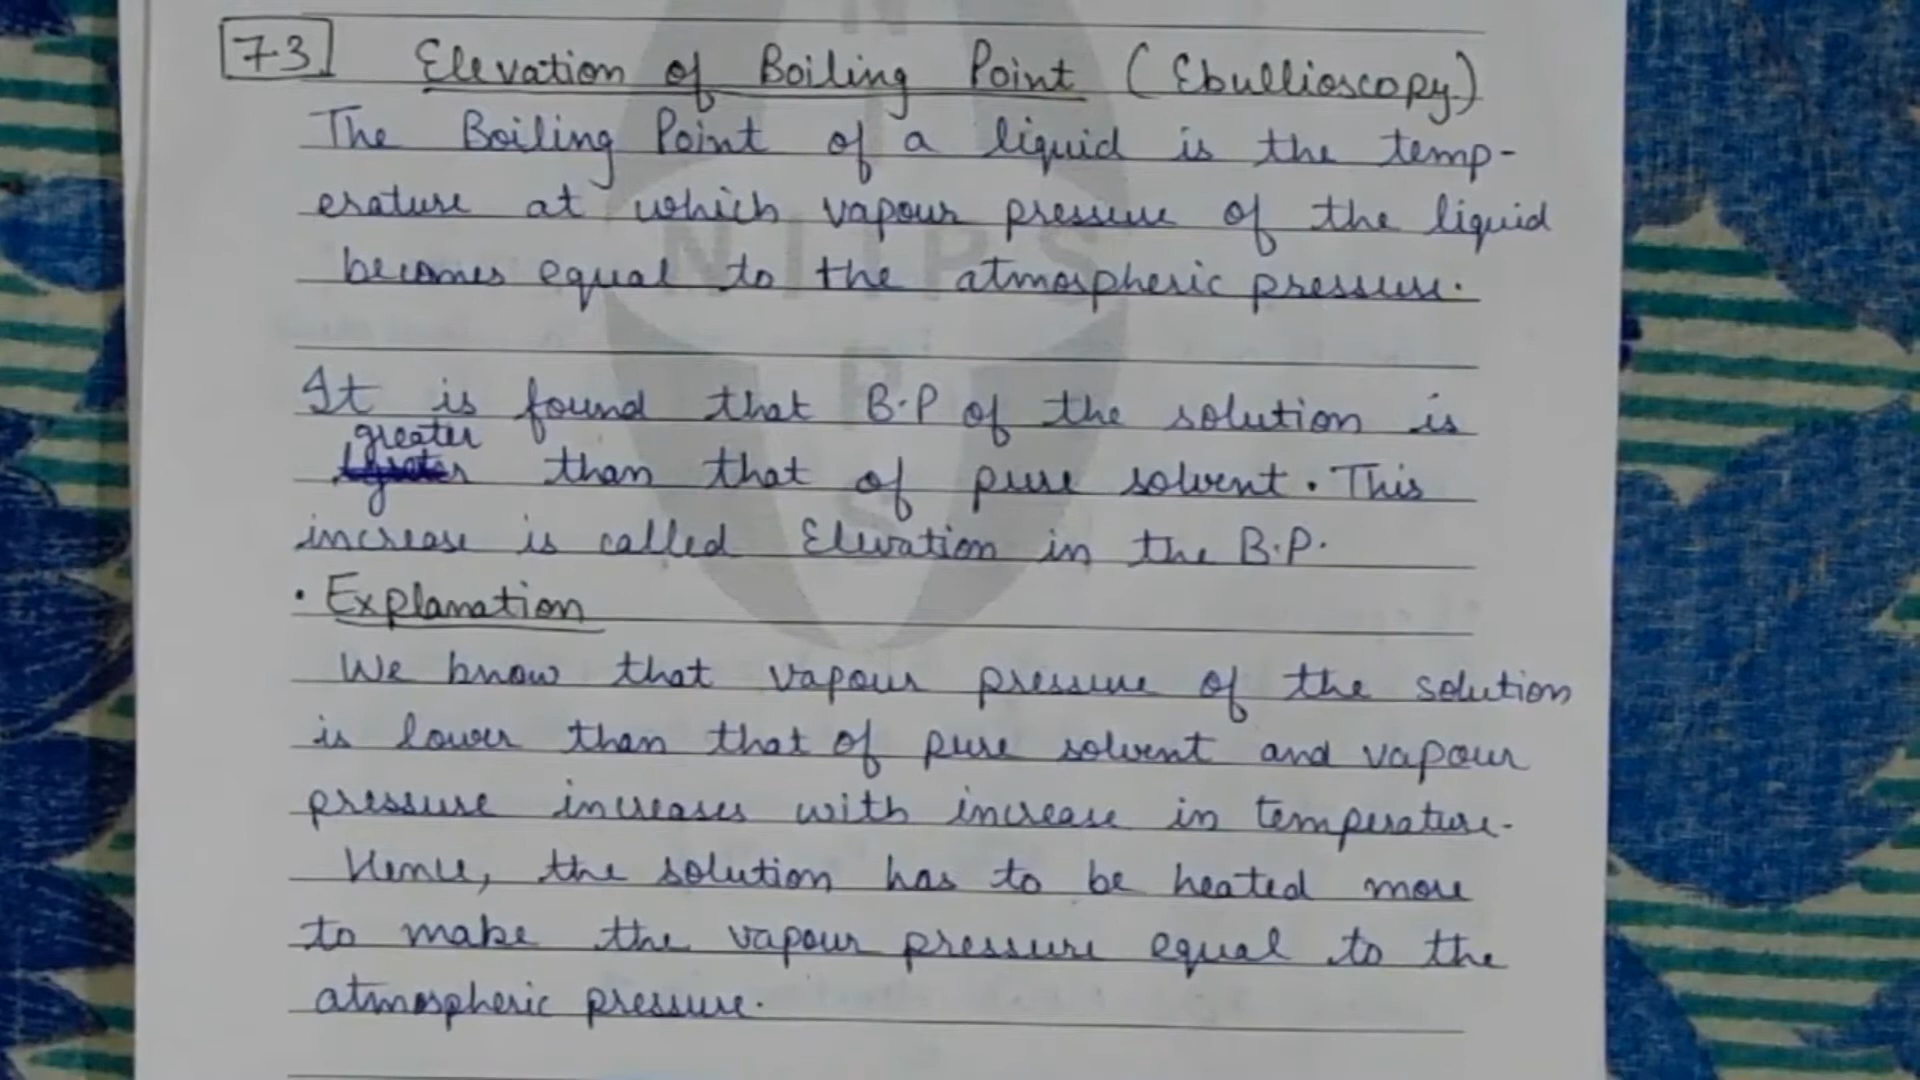 7.3 Elevation of Boiling Point (Ebullioscopy)
The Boiling Point of a liquid is the temp-
erature at which vapour pressure of the liquid
becomes equal to the atmospheric pressure.
It is found that B.P of the solution is
greater than that of pure solvent. This
increase is called Elevation in the B.P.
• Explanation
We know that vapour pressure of the solution
is lower than that of pure solvent and vapour
pressure increases with increase in temperature.
Hence, the solution has to be heated more
to make the vapour pressure equal to the
atmospheric pressure.